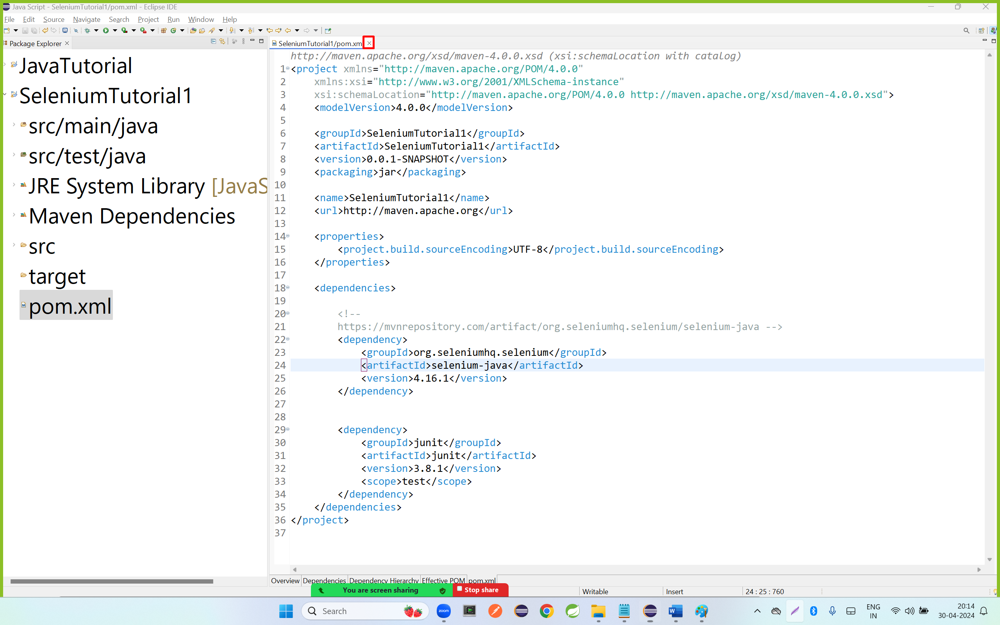 Java Script - SeleniumTutorial1/pom.xml - Eclipse IDE
File Edit Source Navigate Search Project Run Window Help
Package Explorer
SeleniumTutorial1/pom.xm
JavaTutorial
SeleniumTutorial1
src/main/java
src/test/java
JRE System Library [JavaS
Maven Dependencies
src
target
pom.xml
http://maven.apache.org/xsd/maven-4.0.0.xsd (xsi:schemaLocation with catalog)
1 <project xmlns="http://maven.apache.org/POM/4.0.0"
2 xmlns:xsi="http://www.w3.org/2001/XMLSchema-instance"
3 xsi:schemaLocation="http://maven.apache.org/POM/4.0.0 http://maven.apache.org/xsd/maven-4.0.0.xsd">
4 <modelVersion>4.0.0</modelVersion>
5
6 <groupId>SeleniumTutorial1</groupId>
7 <artifactId>SeleniumTutorial1</artifactId>
8 <version>0.0.1-SNAPSHOT</version>
9 <packaging>jar</packaging>
10
11 <name>SeleniumTutorial1</name>
12 <url>http://maven.apache.org</url>
13
14 <properties>
15 <project.build.sourceEncoding>UTF-8</project.build.sourceEncoding>
16 </properties>
17
18 <dependencies>
19
20 <!--
21 https://mvnrepository.com/artifact/org.seleniumhq.selenium/selenium-java -->
22 <dependency>
23 <groupId>org.seleniumhq.selenium</groupId>
24 <artifactId>selenium-java</artifactId>
25 <version>4.16.1</version>
26 </dependency>
27
28
29 <dependency>
30 <groupId>junit</groupId>
31 <artifactId>junit</artifactId>
32 <version>3.8.1</version>
33 <scope>test</scope>
34 </dependency>
35 </dependencies>
36 </project>
37
Overview Dependencies Dependency Hierarchy Effective POM pom.xml
You are screen sharing Stop share
Writable Insert 24 : 25 : 760
Search
zoom
ENG
IN
20:14
30-04-2024